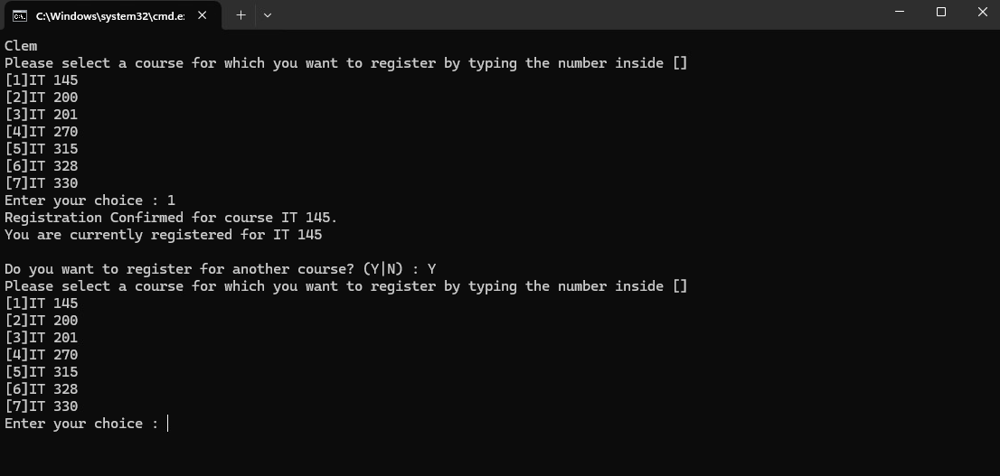 C:\Windows\system32\cmd.e:
Clem
Please select a course for which you want to register by typing the number inside []
[1]IT 145
[2]IT 200
[3]IT 201
[4]IT 270
[5]IT 315
[6]IT 328
[7]IT 330
Enter your choice : 1
Registration Confirmed for course IT 145.
You are currently registered for IT 145
Do you want to register for another course? (Y|N) : Y
Please select a course for which you want to register by typing the number inside []
[1]IT 145
[2]IT 200
[3]IT 201
[4]IT 270
[5]IT 315
[6]IT 328
[7]IT 330
Enter your choice :